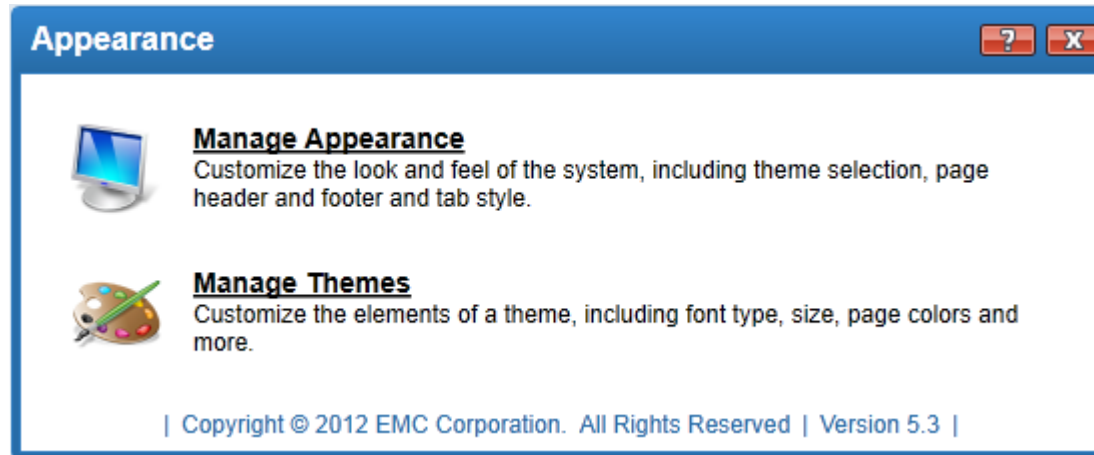 Appearance
? X
Manage Appearance
Customize the look and feel of the system, including theme selection, page
header and footer and tab style.
Manage Themes
Customize the elements of a theme, including font type, size, page colors and
more.
| Copyright © 2012 EMC Corporation. All Rights Reserved | Version 5.3 |